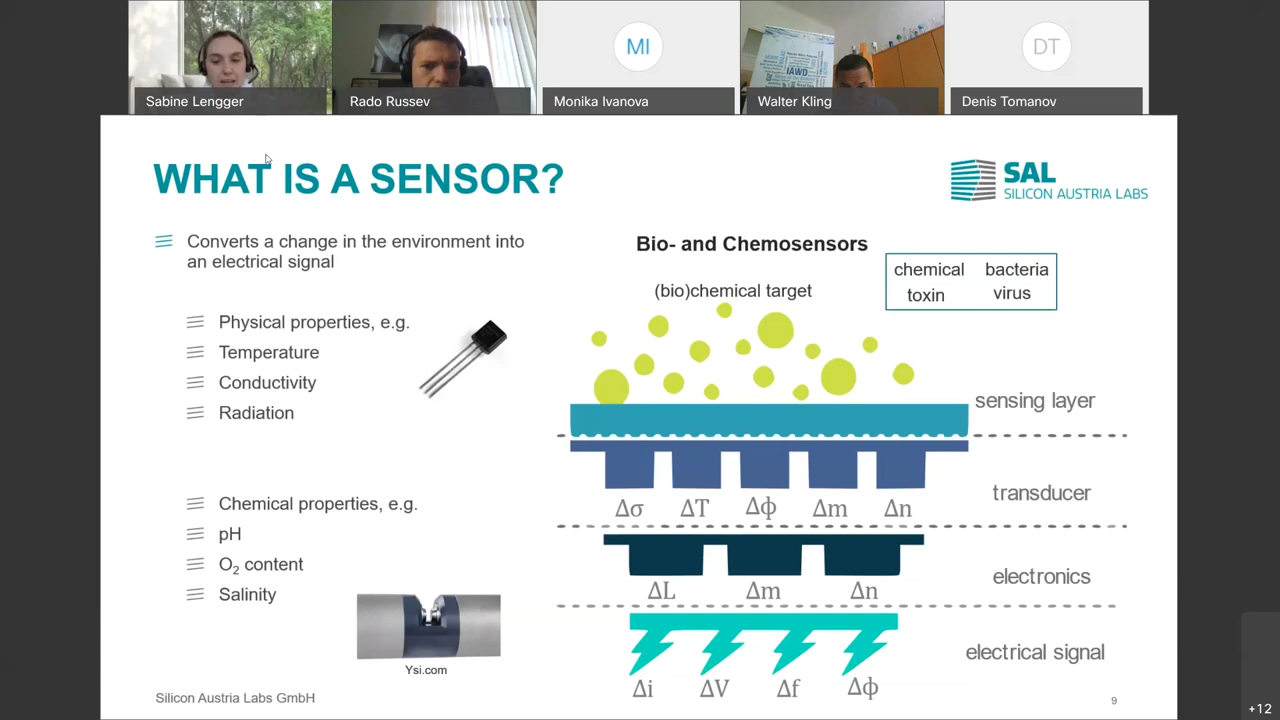 MI
DT
IAWD
Sabine Lengger
Rado Russev
Monika Ivanova
Walter Kling
Denis Tomanov
WHAT IS A SENSOR?
SAL
SILICON AUSTRIA LABS
Converts a change in the environment into
an electrical signal
Physical properties, e.g.
Temperature
Conductivity
Radiation
Chemical properties, e.g.
pH
O₂ content
Salinity
Ysi.com
Bio- and Chemosensors
(bio)chemical target
chemical bacteria
toxin virus
sensing layer
transducer
Δσ ΔT Δϕ Δm Δn
electronics
ΔL Δm Δn
electrical signal
Δi ΔV Δf Δϕ
Silicon Austria Labs GmbH
9
+12